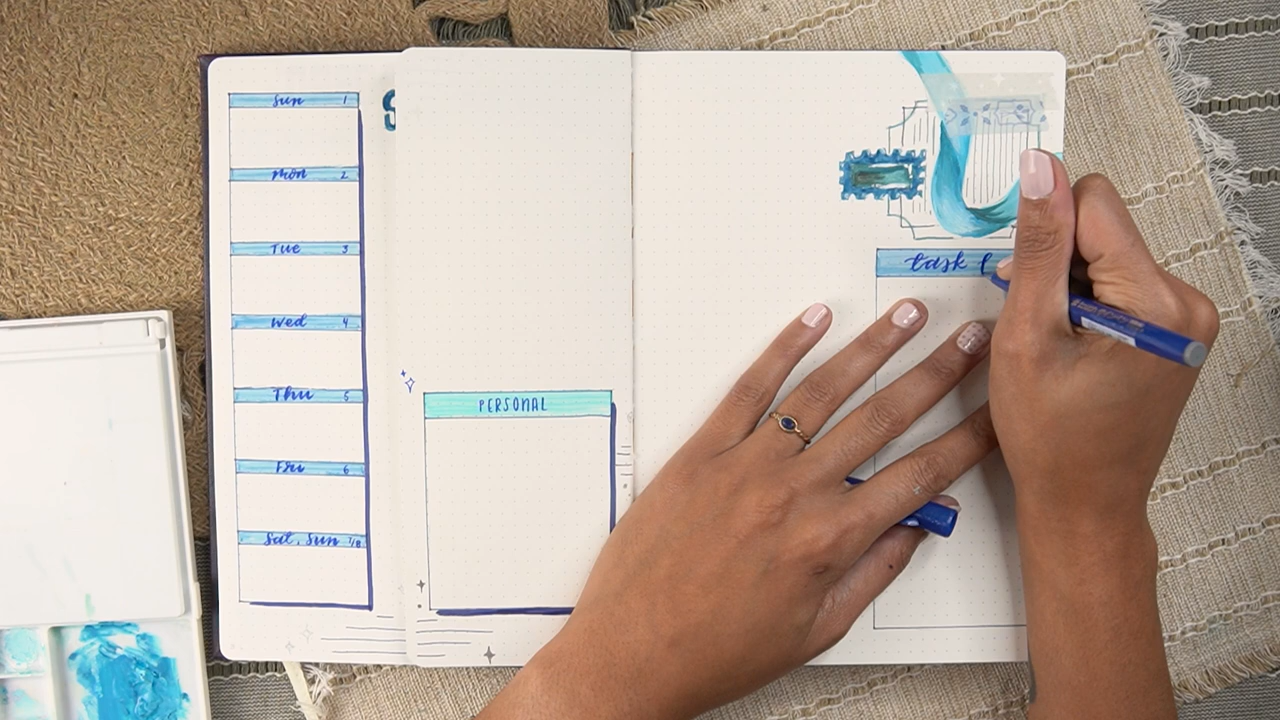 Sun 1
Mon 2
Tue 3
Wed 4
Thu 5
Fri 6
Sat, Sun 7/8
PERSONAL
task